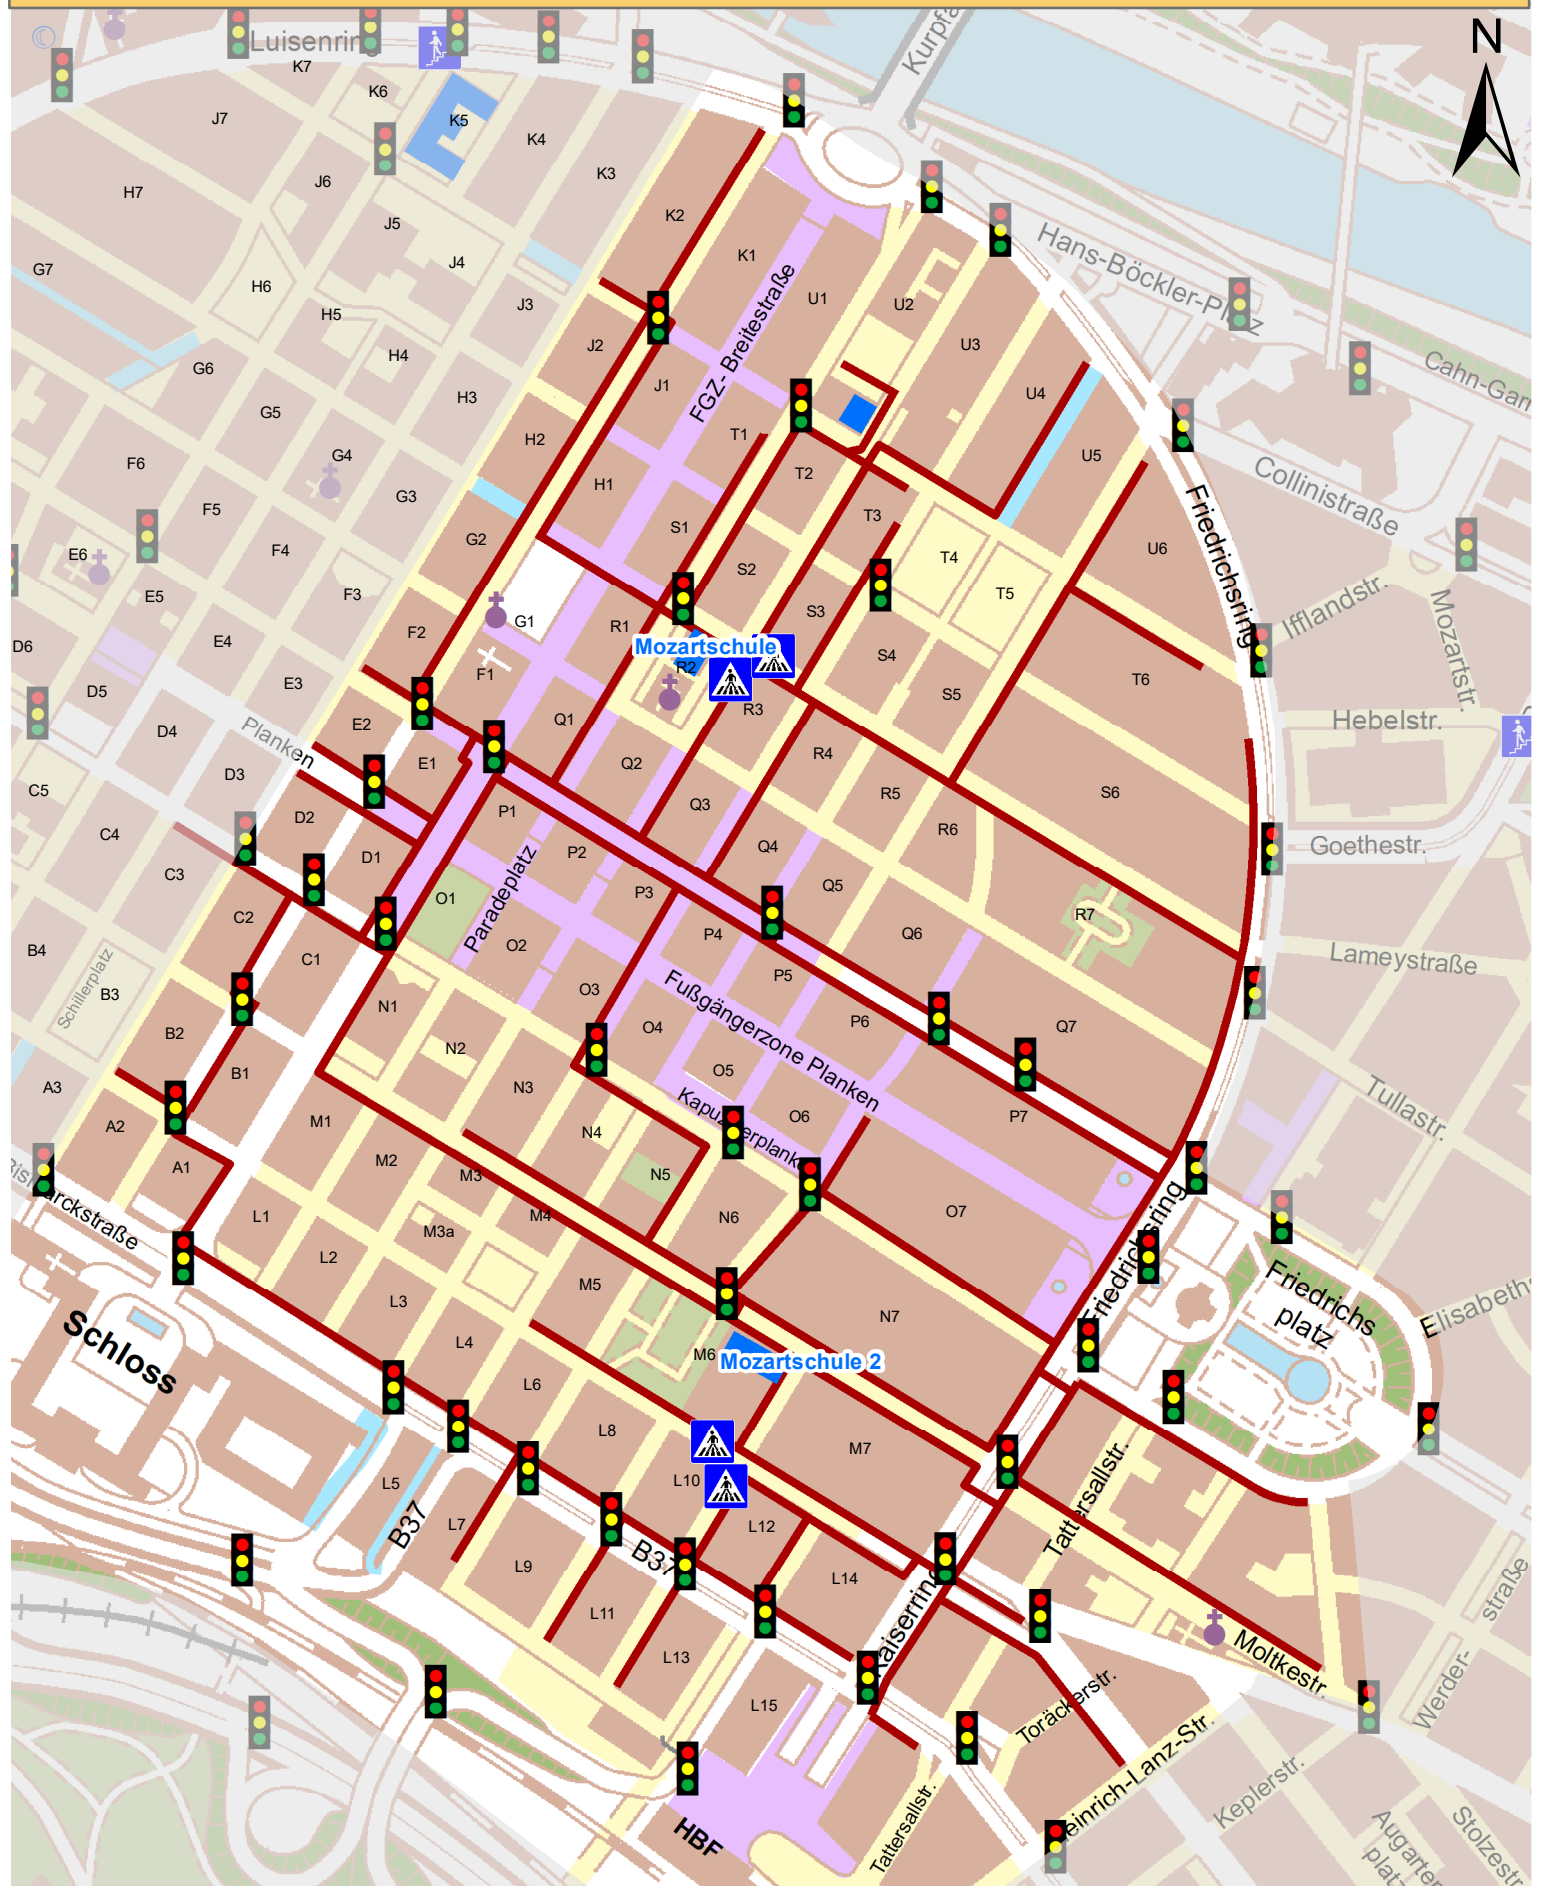 N
Luisenring
Kurpfa
K7
K6
J7
K5
K4
K3
J6
H7
J5
K2
J4
K1
G7
H6
J3
U1
U2
Hans-Böckler-Platz
H5
J2
U3
Cahn-Gar
G6
H4
J1
FGZ- Breitestraße
U4
G5
H3
T1
H2
U5
F6
G4
T2
Collinistraße
G3
H1
F5
T3
S1
G2
U6
Friedrichsring
E6
F4
T4
S2
E5
F3
T5
Ifflandstr.
Mozartstr.
S3
G1
R1
F2
E4
D6
Mozartschule
R2
S4
F1
T6
E3
D5
S5
R3
Q1
Hebelstr.
E2
D4
Planken
R4
E1
Q2
D3
C5
R5
S6
Q3
P1
D2
R6
C4
Q4
Goethestr.
P2
D1
C3
Q5
P3
O1
Paradeplatz
R7
C2
P4
Q6
O2
B4
C1
Lameystraße
P5
Schillerplatz
B3
O3
Fußgängerzone Planken
N1
P6
O4
Q7
B2
N2
O5
B1
A3
N3
Kapuzinerplanken
O6
P7
Tullastr.
M1
A2
N4
M2
A1
M3
N5
Bismarckstraße
O7
L1
M4
N6
M3a
Friedrichsring
L2
M5
L3
N7
Friedrichs
platz
Elisabeths
Schloss
L4
M6
Mozartschule 2
L6
L8
M7
L5
L10
Tattersallstr.
B37
L7
L12
B37
L9
L14
Kaiserring
straße
L11
L13
Moltkestr.
Werder-
L15
Toräckerstr.
Heinrich-Lanz-Str.
Keplerstr.
HBF
Tattersallstr.
Augarten
platz
Stolzestr